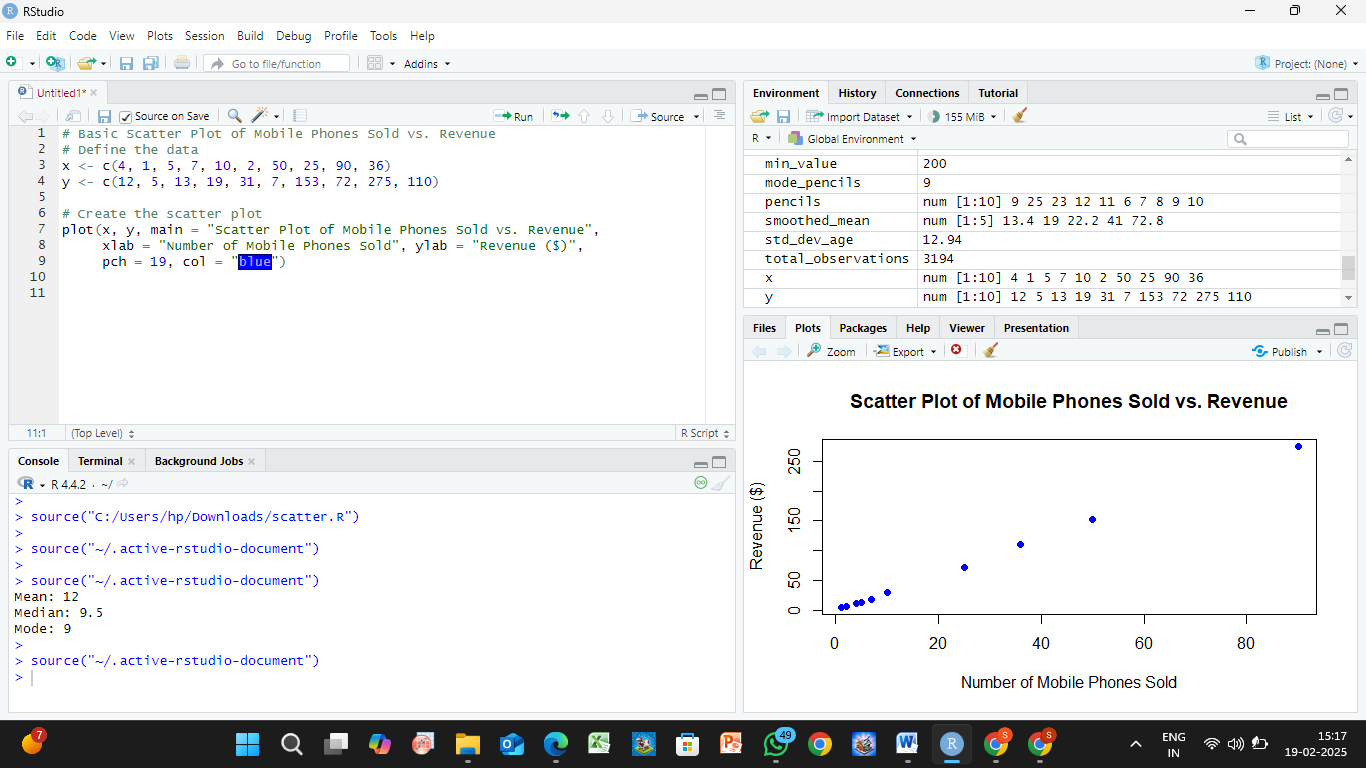 RStudio
File Edit Code View Plots Session Build Debug Profile Tools Help
Go to file/function Addins Project: (None)
Untitled1*
Source on Save Run Source
1 # Basic Scatter Plot of Mobile Phones Sold vs. Revenue
2 # Define the data
3 x <- c(4, 1, 5, 7, 10, 2, 50, 25, 90, 36)
4 y <- c(12, 5, 13, 19, 31, 7, 153, 72, 275, 110)
5
6 # Create the scatter plot
7 plot(x, y, main = "Scatter Plot of Mobile Phones Sold vs. Revenue",
8 xlab = "Number of Mobile Phones Sold", ylab = "Revenue ($)",
9 pch = 19, col = "blue")
10
11
11:1 (Top Level) R Script
Console Terminal Background Jobs
R R 4.4.2 · ~/
>
> source("C:/Users/hp/Downloads/scatter.R")
>
> source("~/.active-rstudio-document")
>
> source("~/.active-rstudio-document")
Mean: 12
Median: 9.5
Mode: 9
>
> source("~/.active-rstudio-document")
>
Environment History Connections Tutorial
Import Dataset 155 MiB List
R Global Environment
min_value 200
mode_pencils 9
pencils num [1:10] 9 25 23 12 11 6 7 8 9 10
smoothed_mean num [1:5] 13.4 19 22.2 41 72.8
std_dev_age 12.94
total_observations 3194
x num [1:10] 4 1 5 7 10 2 50 25 90 36
y num [1:10] 12 5 13 19 31 7 153 72 275 110
Files Plots Packages Help Viewer Presentation
Zoom Export Publish
Scatter Plot of Mobile Phones Sold vs. Revenue
Revenue ($)
250
150
50
0
0 20 40 60 80
Number of Mobile Phones Sold
7 49 S S
ENG
IN
15:17
19-02-2025